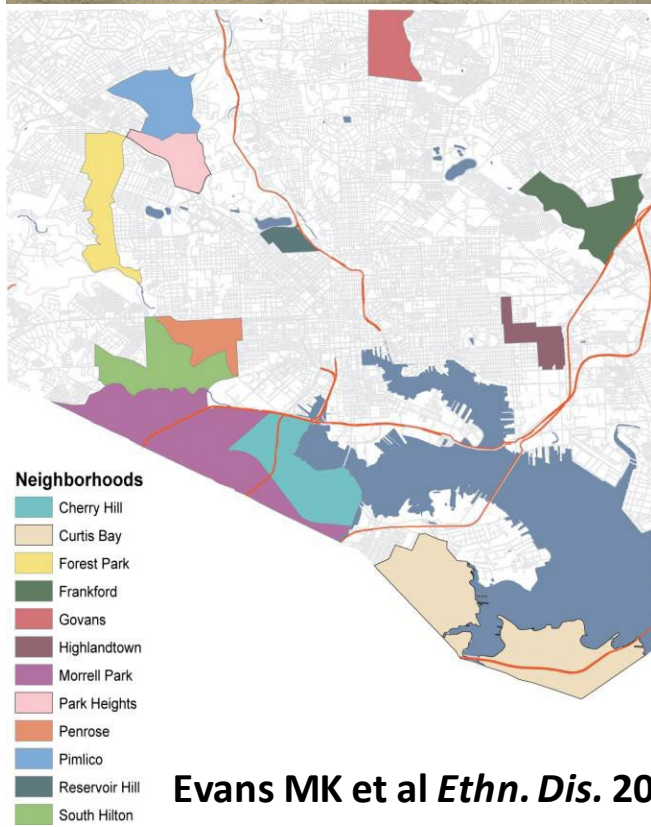 Neighborhoods
Cherry Hill
Curtis Bay
Forest Park
Frankford
Govans
Highlandtown
Morrell Park
Park Heights
Penrose
Pimlico
Reservoir Hill
South Hilton
Evans MK et al Ethn. Dis. 20